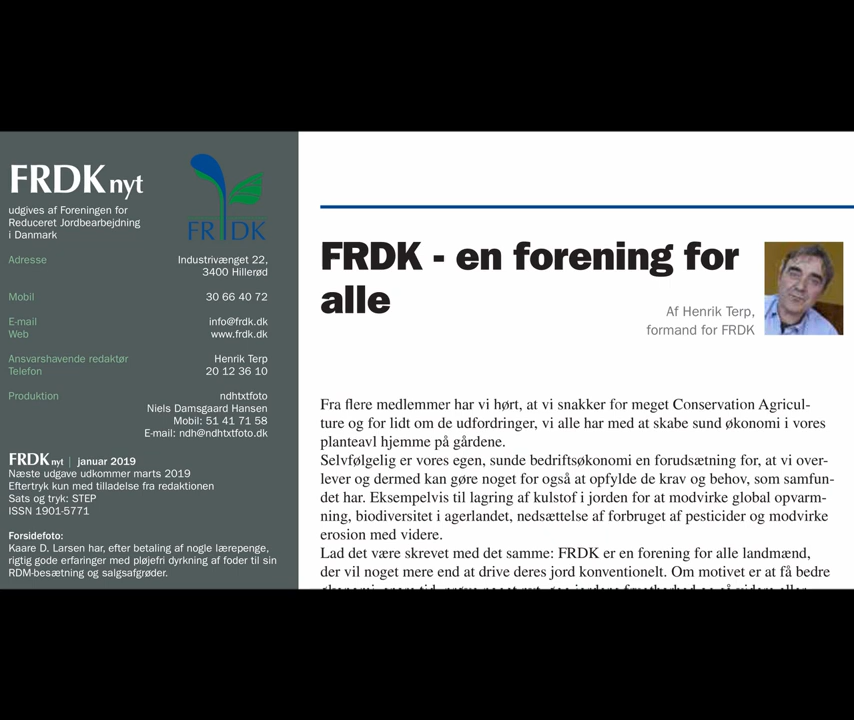 FRDK nyt
udgives af Foreningen for
Reduceret Jordbearbejdning
i Danmark
FRDK
Adresse Industrivænget 22,
3400 Hillerød
Mobil 30 66 40 72
E-mail info@frdk.dk
Web www.frdk.dk
Ansvarshavende redaktør Henrik Terp
Telefon 20 12 36 10
Produktion ndhtxtfoto
Niels Damsgaard Hansen
Mobil: 51 41 71 58
E-mail: ndh@ndhtxtfoto.dk
FRDK nyt | januar 2019
Næste udgave udkommer marts 2019
Eftertryk kun med tilladelse fra redaktionen
Sats og tryk: STEP
ISSN 1901-5771
Forsidefoto:
Kaare D. Larsen har, efter betaling af nogle lærepenge,
rigtig gode erfaringer med pløjefri dyrkning af foder til sin
RDM-besætning og salgsafgrøder.
FRDK - en forening for
alle
Af Henrik Terp,
formand for FRDK
Fra flere medlemmer har vi hørt, at vi snakker for meget Conservation Agricul-
ture og for lidt om de udfordringer, vi alle har med at skabe sund økonomi i vores
planteavl hjemme på gårdene.
Selvfølgelig er vores egen, sunde bedriftsøkonomi en forudsætning for, at vi over-
lever og dermed kan gøre noget for også at opfylde de krav og behov, som samfun-
det har. Eksempelvis til lagring af kulstof i jorden for at modvirke global opvarm-
ning, biodiversitet i agerlandet, nedsættelse af forbruget af pesticider og modvirke
erosion med videre.
Lad det være skrevet med det samme: FRDK er en forening for alle landmænd,
der vil noget mere end at drive deres jord konventionelt. Om motivet er at få bedre